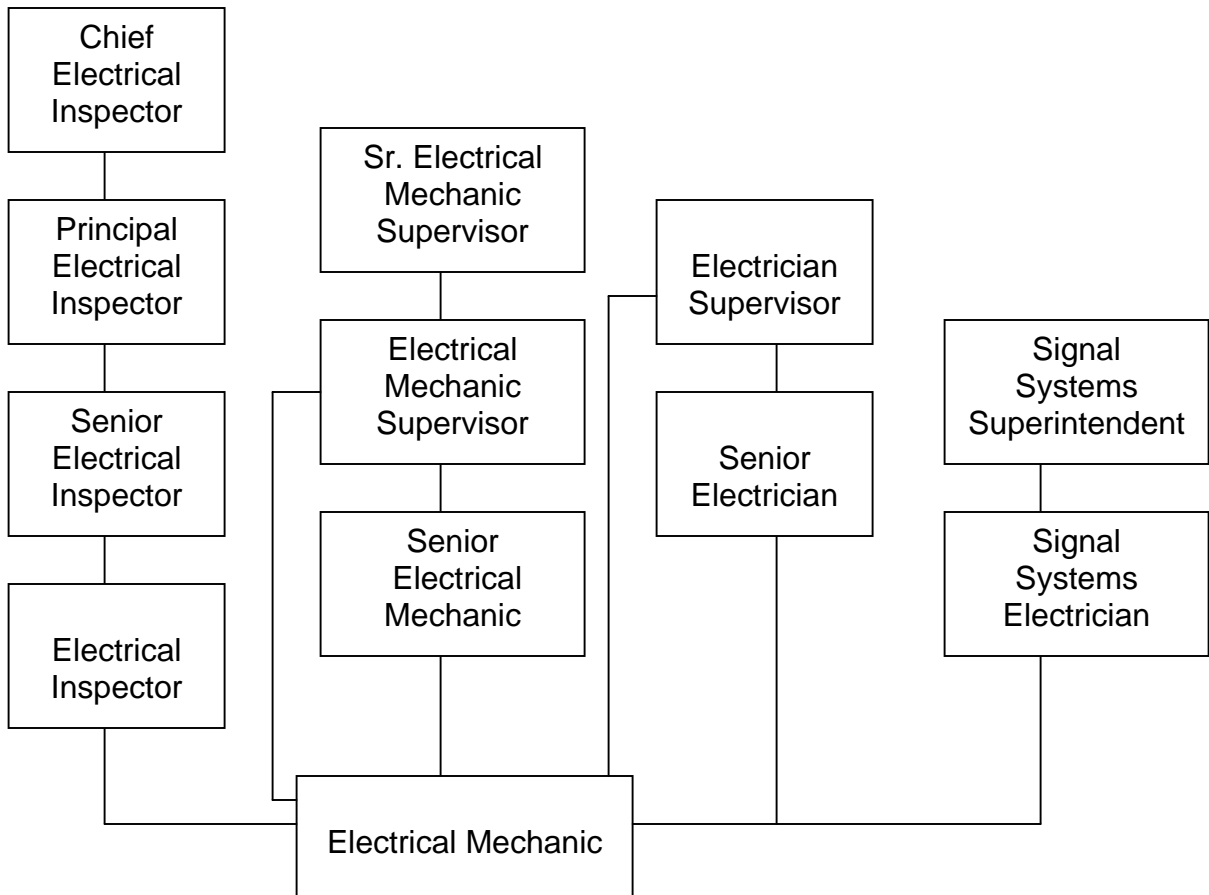 Chief
Electrical
Inspector
Principal
Electrical
Inspector
Senior
Electrical
Inspector
Electrical
Inspector
Sr. Electrical
Mechanic
Supervisor
Electrical
Mechanic
Supervisor
Senior
Electrical
Mechanic
Electrician
Supervisor
Senior
Electrician
Signal
Systems
Superintendent
Signal
Systems
Electrician
Electrical Mechanic